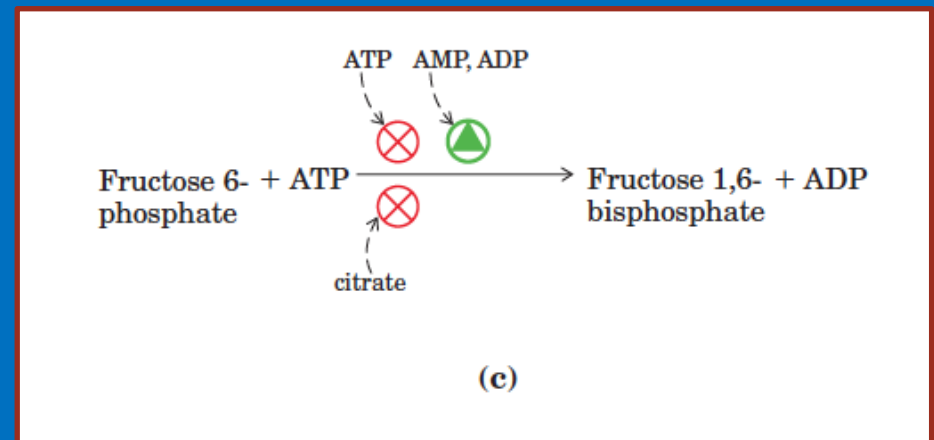 ATP AMP, ADP
Fructose 6- + ATP Fructose 1,6- + ADP
phosphate bisphosphate
citrate
(c)